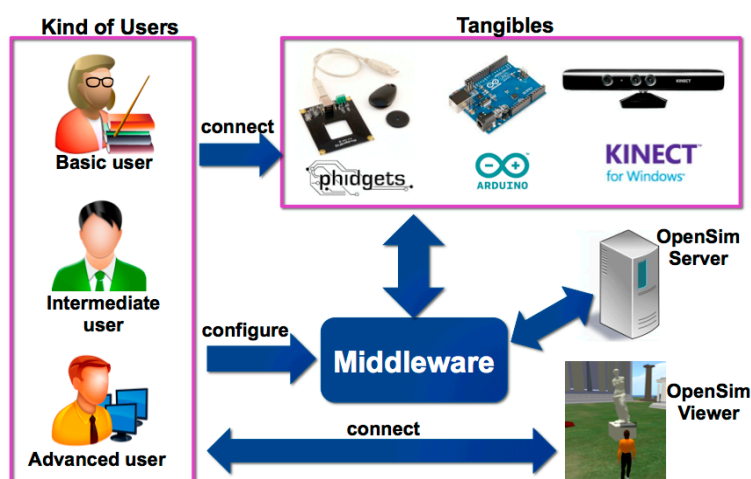 Kind of Users
Tangibles
Basic user
connect
phidgets
ARDUINO
KINECT
KINECT™
for Windows®
Intermediate
user
configure
Middleware
OpenSim
Server
OpenSim
Viewer
Advanced user
connect